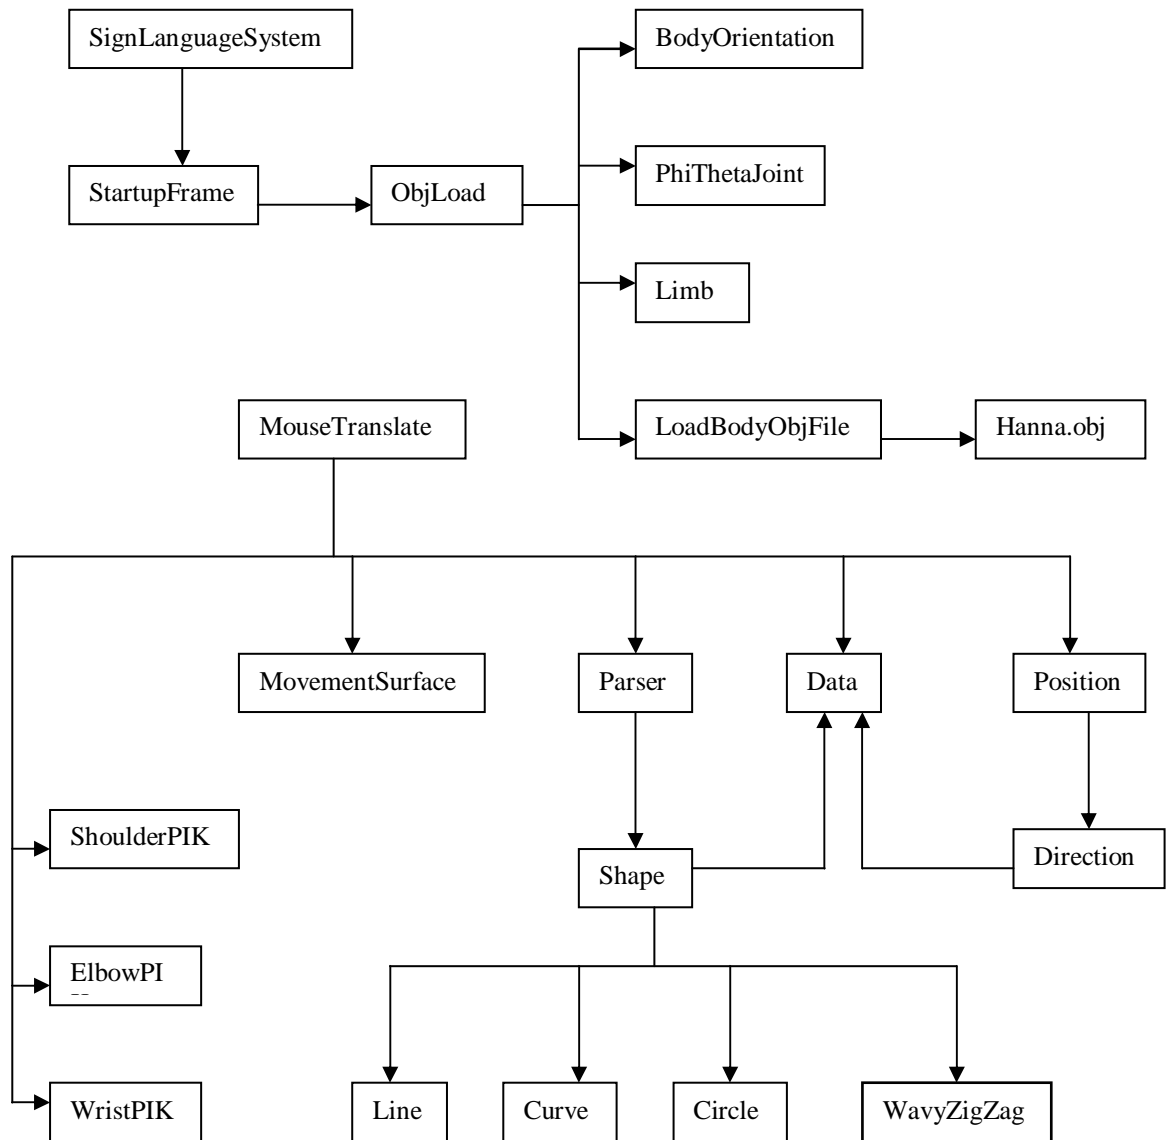 SignLanguageSystem
BodyOrientation
StartupFrame
ObjLoad
PhiThetaJoint
Limb
MouseTranslate
LoadBodyObjFile
Hanna.obj
MovementSurface
Parser
Data
Position
ShoulderPIK
Shape
Direction
ElbowPI
WristPIK
Line
Curve
Circle
WavyZigZag